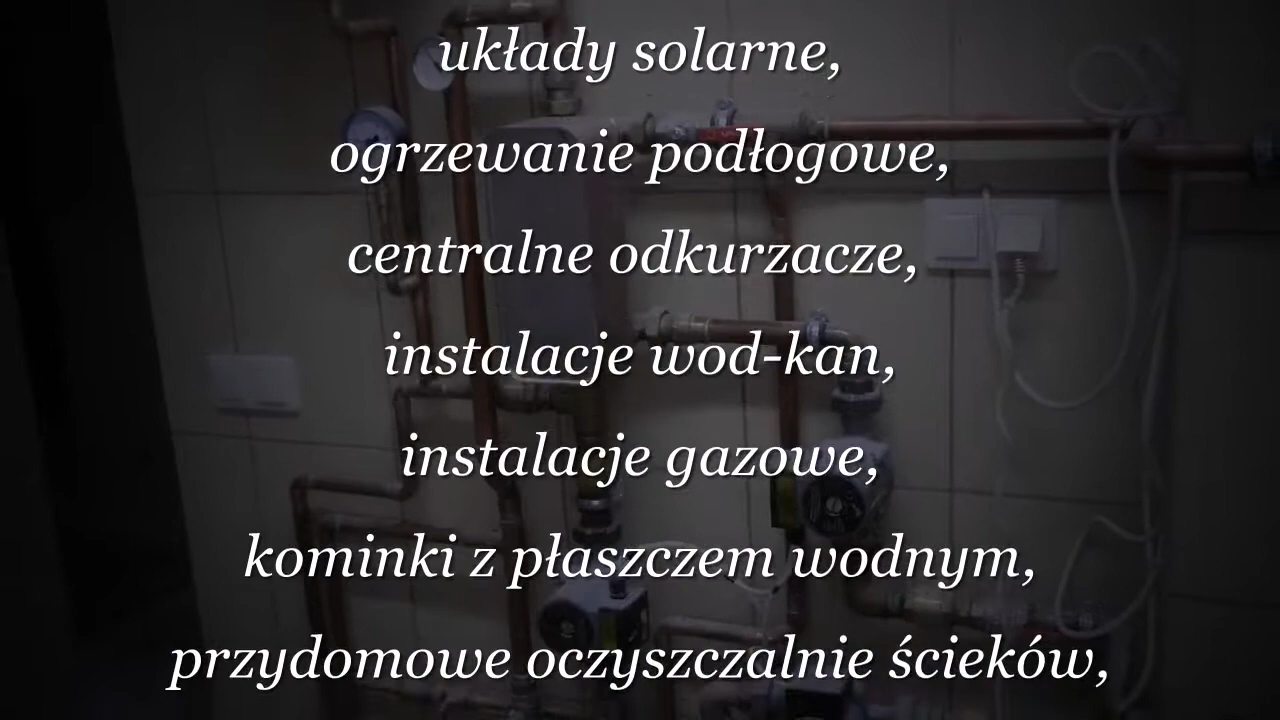 układy solarne,
ogrzewanie podłogowe,
centralne odkurzacze,
instalacje wod-kan,
instalacje gazowe,
kominki z płaszczem wodnym,
przydomowe oczyszczalnie ścieków,